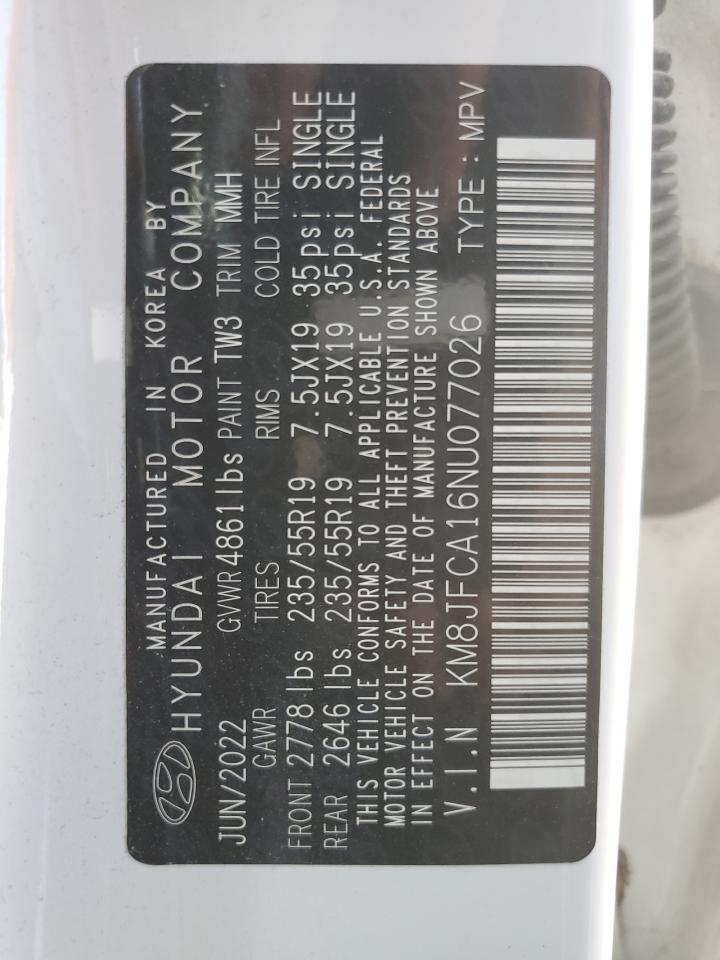 MANUFACTURED IN KOREA BY
HYUNDAI MOTOR COMPANY
JUN/2022 GVWR 4861 lbs PAINT TW3 TRIM MMH
GAWR TIRES RIMS COLD TIRE INFL
FRONT 2778 lbs 235/55R19 7.5JX19 35psi SINGLE
REAR 2646 lbs 235/55R19 7.5JX19 35psi SINGLE
THIS VEHICLE CONFORMS TO ALL APPLICABLE U.S.A. FEDERAL
MOTOR VEHICLE SAFETY AND THEFT PREVENTION STANDARDS
IN EFFECT ON THE DATE OF MANUFACTURE SHOWN ABOVE
V.I.N KM8JFCA16NU077026 TYPE : MPV